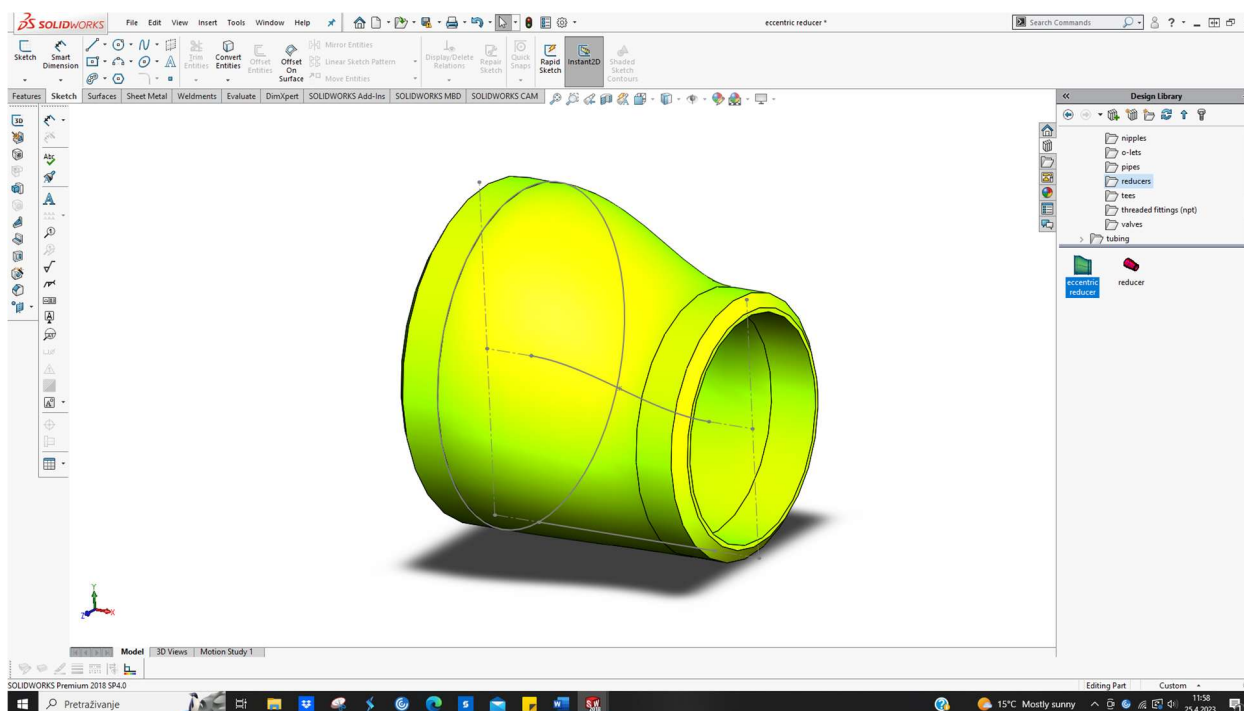 SOLIDWORKS File Edit View Insert Tools Window Help eccentric reducer * Search Commands
Sketch Smart Dimension Trim Entities Convert Entities Offset Entities Offset On Surface Mirror Entities Linear Sketch Pattern Move Entities Display/Delete Relations Repair Sketch Quick Snaps Rapid Sketch Instant2D Shaded Sketch Contours
Features Sketch Surfaces Sheet Metal Weldments Evaluate DimXpert SOLIDWORKS Add-Ins SOLIDWORKS MBD SOLIDWORKS CAM
Design Library
nipples
o-lets
pipes
reducers
tees
threaded fittings (npt)
valves
tubing
eccentric reducer
reducer
Y
Z X
Model 3D Views Motion Study 1
SOLIDWORKS Premium 2018 SP4.0 Editing Part Custom
Pretraživanje 15°C Mostly sunny 11:58
25.4.2023.